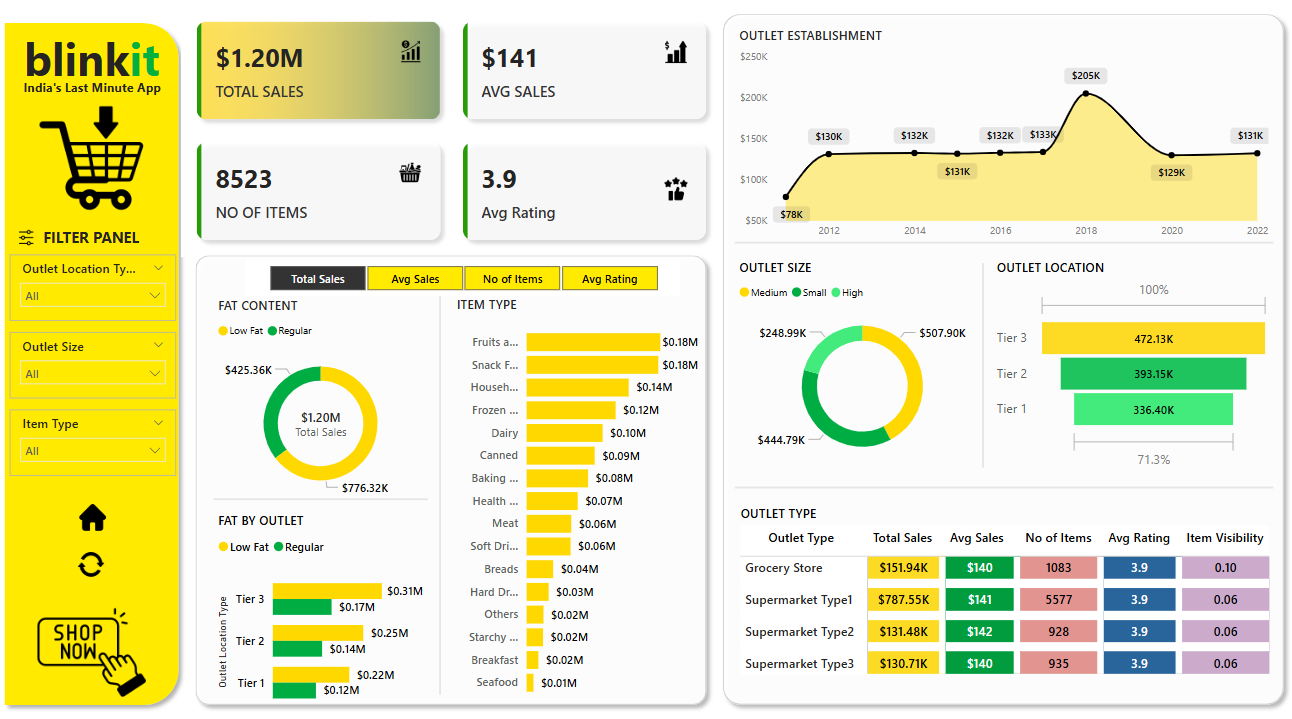 blinkit
India's Last Minute App
FILTER PANEL
Outlet Location Ty...
All
Outlet Size
All
Item Type
All
SHOP
NOW
$1.20M
TOTAL SALES
$141
AVG SALES
8523
NO OF ITEMS
3.9
Avg Rating
Total Sales Avg Sales No of Items Avg Rating
FAT CONTENT
Low Fat Regular
$425.36K
$1.20M
Total Sales
$776.32K
FAT BY OUTLET
Low Fat Regular
Outlet Location Type
Tier 3 $0.31M
$0.17M
Tier 2 $0.25M
$0.14M
Tier 1 $0.22M
$0.12M
ITEM TYPE
Fruits a... $0.18M
Snack F... $0.18M
Househ... $0.14M
Frozen ... $0.12M
Dairy $0.10M
Canned $0.09M
Baking ... $0.08M
Health ... $0.07M
Meat $0.06M
Soft Dri... $0.06M
Breads $0.04M
Hard Dr... $0.03M
Others $0.02M
Starchy ... $0.02M
Breakfast $0.02M
Seafood $0.01M
OUTLET ESTABLISHMENT
$250K
$200K
$150K
$100K
$50K
$78K
$130K
$132K
$131K
$132K
$133K
$205K
$129K
$131K
2012 2014 2016 2018 2020 2022
OUTLET SIZE
Medium Small High
$248.99K
$507.90K
$444.79K
OUTLET LOCATION
100%
Tier 3 472.13K
Tier 2 393.15K
Tier 1 336.40K
71.3%
OUTLET TYPE
Outlet Type Total Sales Avg Sales No of Items Avg Rating Item Visibility
Grocery Store $151.94K $140 1083 3.9 0.10
Supermarket Type1 $787.55K $141 5577 3.9 0.06
Supermarket Type2 $131.48K $142 928 3.9 0.06
Supermarket Type3 $130.71K $140 935 3.9 0.06